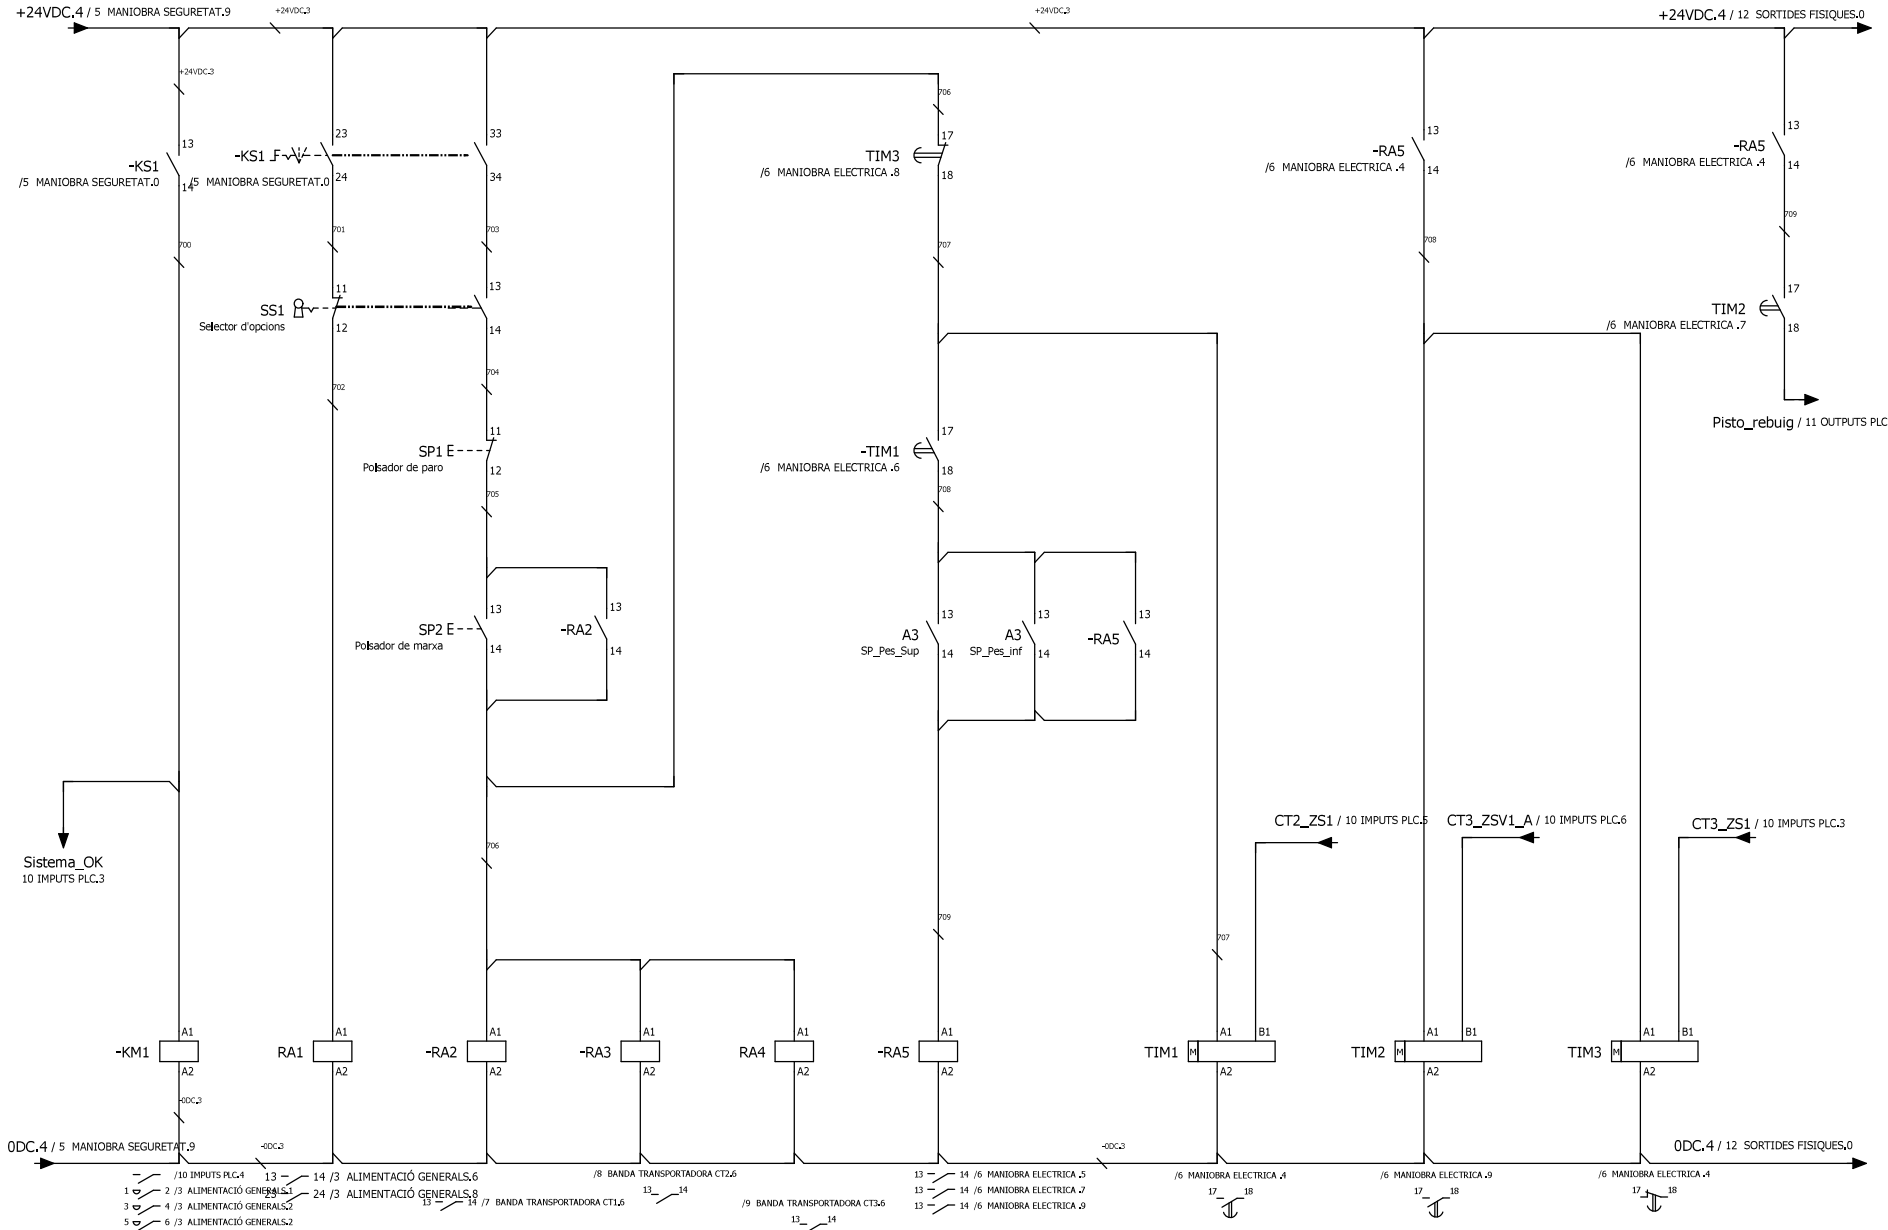 +24VDC.4 / 5 MANIOBRA SEGURETAT.9
+24VDC.3
+24VDC.3
+24VDC.4 / 12 SORTIDES FISIQUES.0
+24VDC.3
706
13
-KS1
/5 MANIOBRA SEGURETAT.0
14
23
-KS1
/5 MANIOBRA SEGURETAT.0
24
33
34
17
TIM3
/6 MANIOBRA ELECTRICA .8
18
13
-RA5
/6 MANIOBRA ELECTRICA .4
14
13
-RA5
/6 MANIOBRA ELECTRICA .4
14
700
701
703
707
708
709
11
SS1
Selector d'opcions
12
13
14
17
TIM2
/6 MANIOBRA ELECTRICA .7
18
702
704
Pisto_rebuig / 11 OUTPUTS PLC
11
SP1
Polsador de paro
12
17
-TIM1
/6 MANIOBRA ELECTRICA .6
18
705
708
13
SP2
Polsador de marxa
14
13
-RA2
14
13
A3
SP_Pes_Sup
14
13
A3
SP_Pes_inf
14
13
-RA5
14
Sistema_OK
10 IMPUTS PLC.3
706
CT2_ZS1 / 10 IMPUTS PLC.5
CT3_ZSV1_A / 10 IMPUTS PLC.6
CT3_ZS1 / 10 IMPUTS PLC.3
709
707
A1
-KM1
A2
A1
RA1
A2
A1
-RA2
A2
A1
-RA3
A2
A1
RA4
A2
A1
-RA5
A2
A1
B1
TIM1
M
A2
A1
B1
TIM2
M
A2
A1
B1
TIM3
M
A2
-0DC.3
0DC.4 / 5 MANIOBRA SEGURETAT.9
-0DC.3
-0DC.3
0DC.4 / 12 SORTIDES FISIQUES.0
/10 IMPUTS PLC.4
1 2 /3 ALIMENTACIÓ GENERALS.1
3 4 /3 ALIMENTACIÓ GENERALS.2
5 6 /3 ALIMENTACIÓ GENERALS.2
13 14 /3 ALIMENTACIÓ GENERALS.6
23 24 /3 ALIMENTACIÓ GENERALS.8
13 14 /7 BANDA TRANSPORTADORA CT1.6
/8 BANDA TRANSPORTADORA CT2.6
13 14
/9 BANDA TRANSPORTADORA CT3.6
13 14
13 14 /6 MANIOBRA ELECTRICA .5
13 14 /6 MANIOBRA ELECTRICA .7
13 14 /6 MANIOBRA ELECTRICA .9
/6 MANIOBRA ELECTRICA .4
17 18
/6 MANIOBRA ELECTRICA .9
17 18
/6 MANIOBRA ELECTRICA .4
17 18